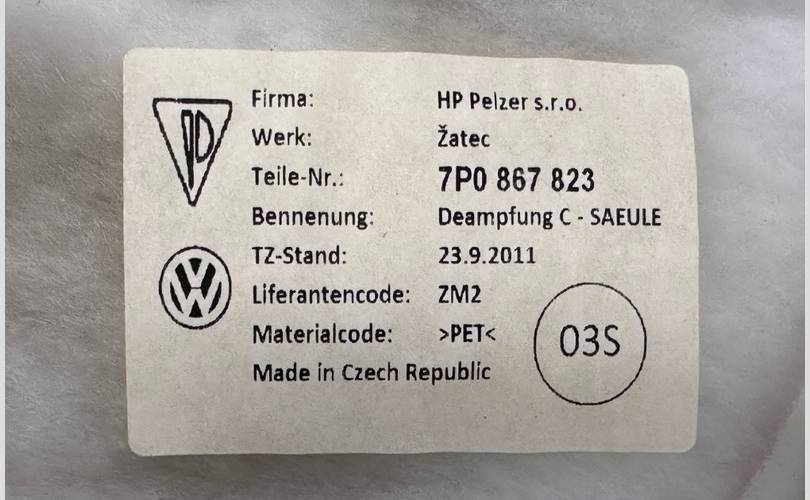 Firma: HP Pelzer s.r.o.
Werk: Žatec
Teile-Nr.: 7P0 867 823
Bennenung: Deampfung C - SAEULE
TZ-Stand: 23.9.2011
Liferantencode: ZM2
Materialcode: >PET<
Made in Czech Republic
03S